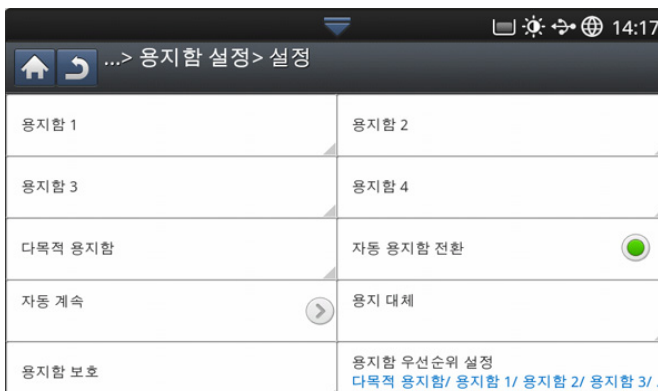 14:17
...> 용지함 설정> 설정
용지함 1
용지함 2
용지함 3
용지함 4
다목적 용지함
자동 용지함 전환
자동 계속
용지 대체
용지함 보호
용지함 우선순위 설정
다목적 용지함/ 용지함 1/ 용지함 2/ 용지함 3/